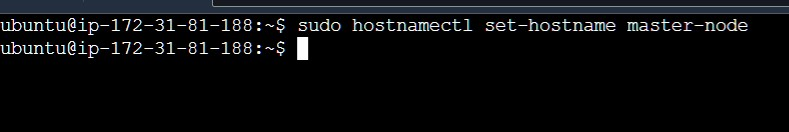 ubuntu@ip-172-31-81-188:~$ sudo hostnamectl set-hostname master-node
ubuntu@ip-172-31-81-188:~$